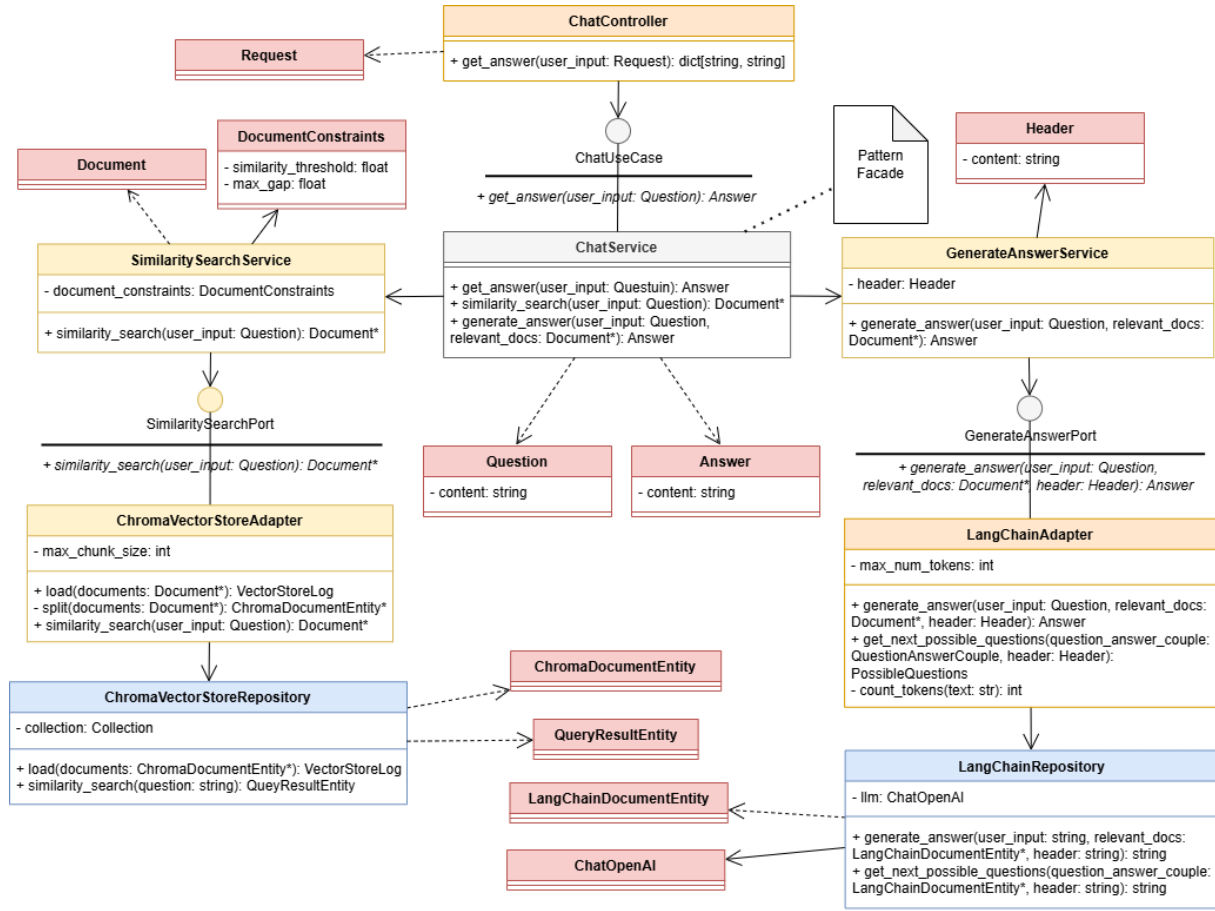 ChatController
+ get_answer(user_input: Request): dict[string, string]
Request
ChatUseCase
+ get_answer(user_input: Question): Answer
Pattern
Facade
Header
- content: string
DocumentConstraints
- similarity_threshold: float
- max_gap: float
Document
SimilaritySearchService
- document_constraints: DocumentConstraints
+ similarity_search(user_input: Question): Document*
ChatService
+ get_answer(user_input: Questuin): Answer
+ similarity_search(user_input: Question): Document*
+ generate_answer(user_input: Question,
relevant_docs: Document*): Answer
GenerateAnswerService
- header: Header
+ generate_answer(user_input: Question, relevant_docs:
Document*): Answer
SimilaritySearchPort
+ similarity_search(user_input: Question): Document*
GenerateAnswerPort
+ generate_answer(user_input: Question,
relevant_docs: Document*, header: Header): Answer
Question
- content: string
Answer
- content: string
ChromaVectorStoreAdapter
- max_chunk_size: int
+ load(documents: Document*): VectorStoreLog
- split(documents: Document*): ChromaDocumentEntity*
+ similarity_search(user_input: Question): Document*
LangChainAdapter
- max_num_tokens: int
+ generate_answer(user_input: Question, relevant_docs:
Document*, header: Header): Answer
+ get_next_possible_questions(question_answer_couple:
QuestionAnswerCouple, header: Header):
PossibleQuestions
- count_tokens(text: str): int
ChromaVectorStoreRepository
- collection: Collection
+ load(documents: ChromaDocumentEntity*): VectorStoreLog
+ similarity_search(question: string): QueyResultEntity
ChromaDocumentEntity
QueryResultEntity
LangChainDocumentEntity
ChatOpenAI
LangChainRepository
- llm: ChatOpenAI
+ generate_answer(user_input: string, relevant_docs:
LangChainDocumentEntity*, header: string): string
+ get_next_possible_questions(question_answer_couple:
LangChainDocumentEntity*, header: string): string